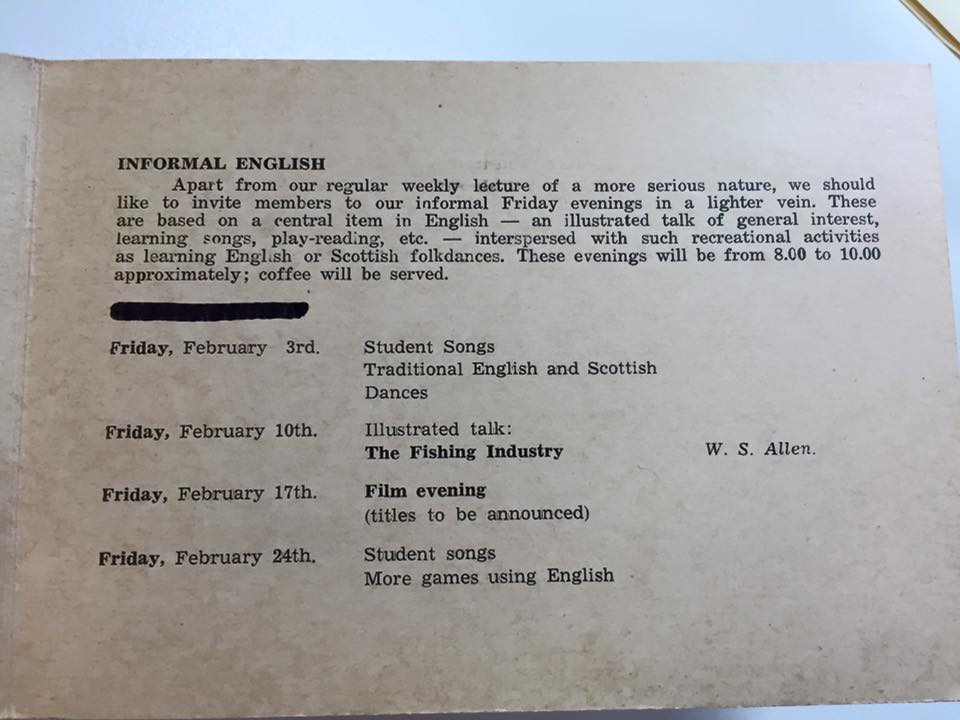 INFORMAL ENGLISH
Apart from our regular weekly lecture of a more serious nature, we should
like to invite members to our informal Friday evenings in a lighter vein. These
are based on a central item in English — an illustrated talk of general interest,
learning songs, play-reading, etc. — interspersed with such recreational activities
as learning English or Scottish folkdances. These evenings will be from 8.00 to 10.00
approximately; coffee will be served.
Friday, February 3rd. Student Songs
Traditional English and Scottish
Dances
Friday, February 10th. Illustrated talk:
The Fishing Industry W. S. Allen.
Friday, February 17th. Film evening
(titles to be announced)
Friday, February 24th. Student songs
More games using English